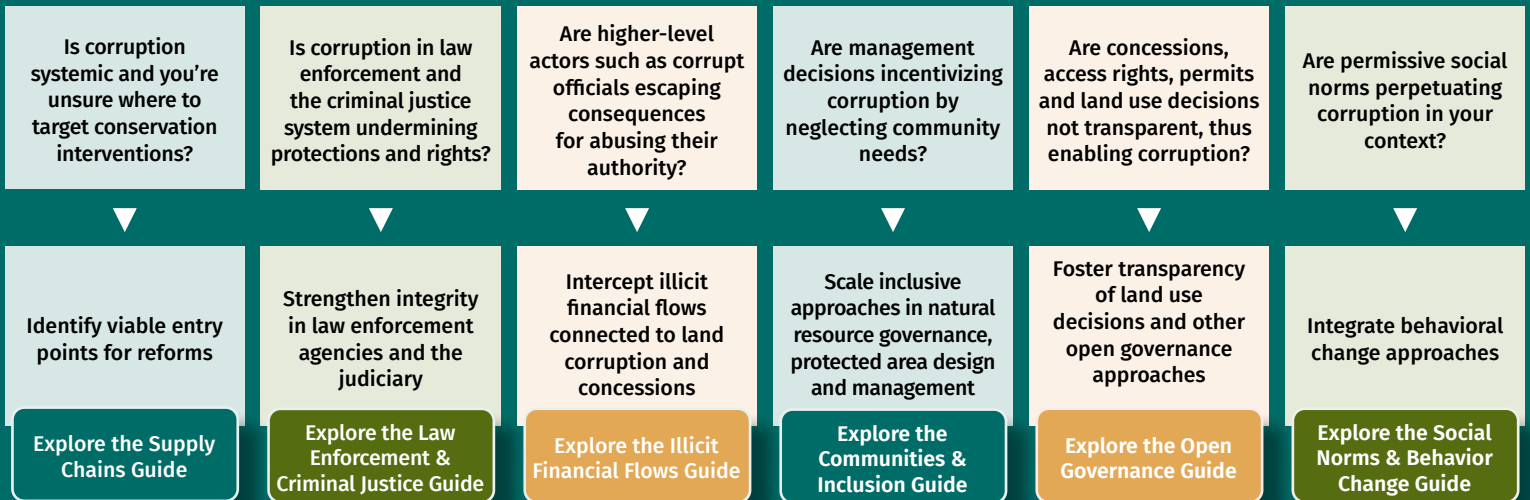 Is corruption
systemic and you're
unsure where to
target conservation
interventions?
Is corruption in law
enforcement and
the criminal justice
system undermining
protections and rights?
Are higher-level
actors such as corrupt
officials escaping
consequences
for abusing their
authority?
Are management
decisions incentivizing
corruption by
neglecting community
needs?
Are concessions,
access rights, permits
and land use decisions
not transparent, thus
enabling corruption?
Are permissive social
norms perpetuating
corruption in your
context?
Identify viable entry
points for reforms
Strengthen integrity
in law enforcement
agencies and the
judiciary
Intercept illicit
financial flows
connected to land
corruption and
concessions
Scale inclusive
approaches in natural
resource governance,
protected area design
and management
Foster transparency
of land use
decisions and other
open governance
approaches
Integrate behavioral
change approaches
Explore the Supply
Chains Guide
Explore the Law
Enforcement &
Criminal Justice Guide
Explore the Illicit
Financial Flows Guide
Explore the
Communities &
Inclusion Guide
Explore the Open
Governance Guide
Explore the Social
Norms & Behavior
Change Guide